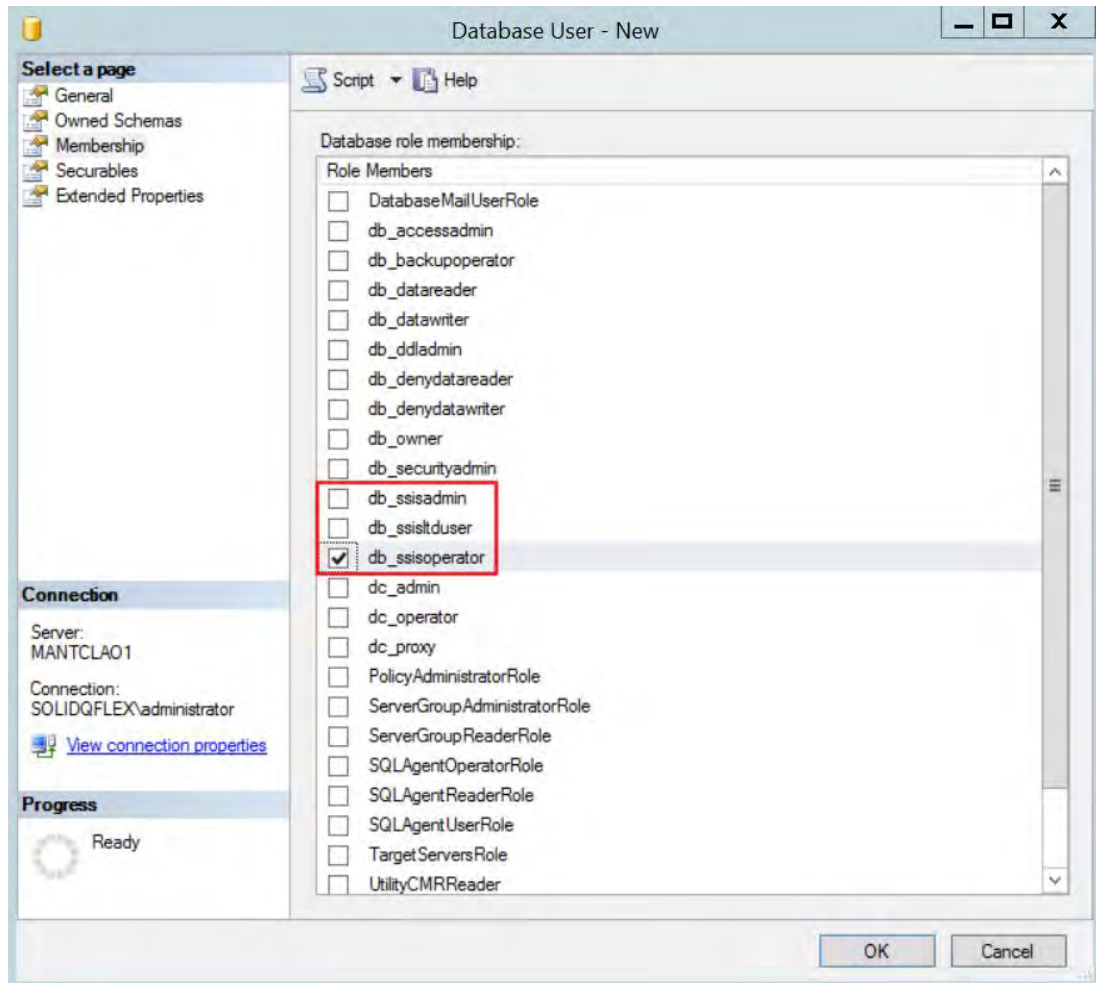 Database User - New
Select a page
General
Owned Schemas
Membership
Securables
Extended Properties
Script
Help
Database role membership:
Role Members
DatabaseMailUserRole
db_accessadmin
db_backupoperator
db_datareader
db_datawriter
db_ddladmin
db_denydatareader
db_denydatawriter
db_owner
db_securityadmin
db_ssisadmin
db_ssisltduser
db_ssisoperator
dc_admin
dc_operator
dc_proxy
PolicyAdministratorRole
ServerGroupAdministratorRole
ServerGroupReaderRole
SQLAgentOperatorRole
SQLAgentReaderRole
SQLAgentUserRole
TargetServersRole
UtilityCMRReader
Connection
Server:
MANTCLAO1
Connection:
SOLIDQFLEX\administrator
View connection properties
Progress
Ready
OK
Cancel